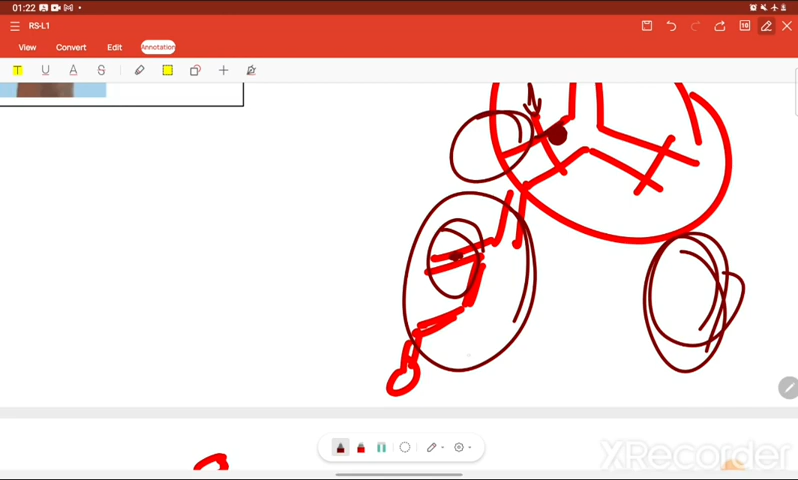 01:22
RS-L1
10
View Convert Edit Annotation
T U A S
XRecorder